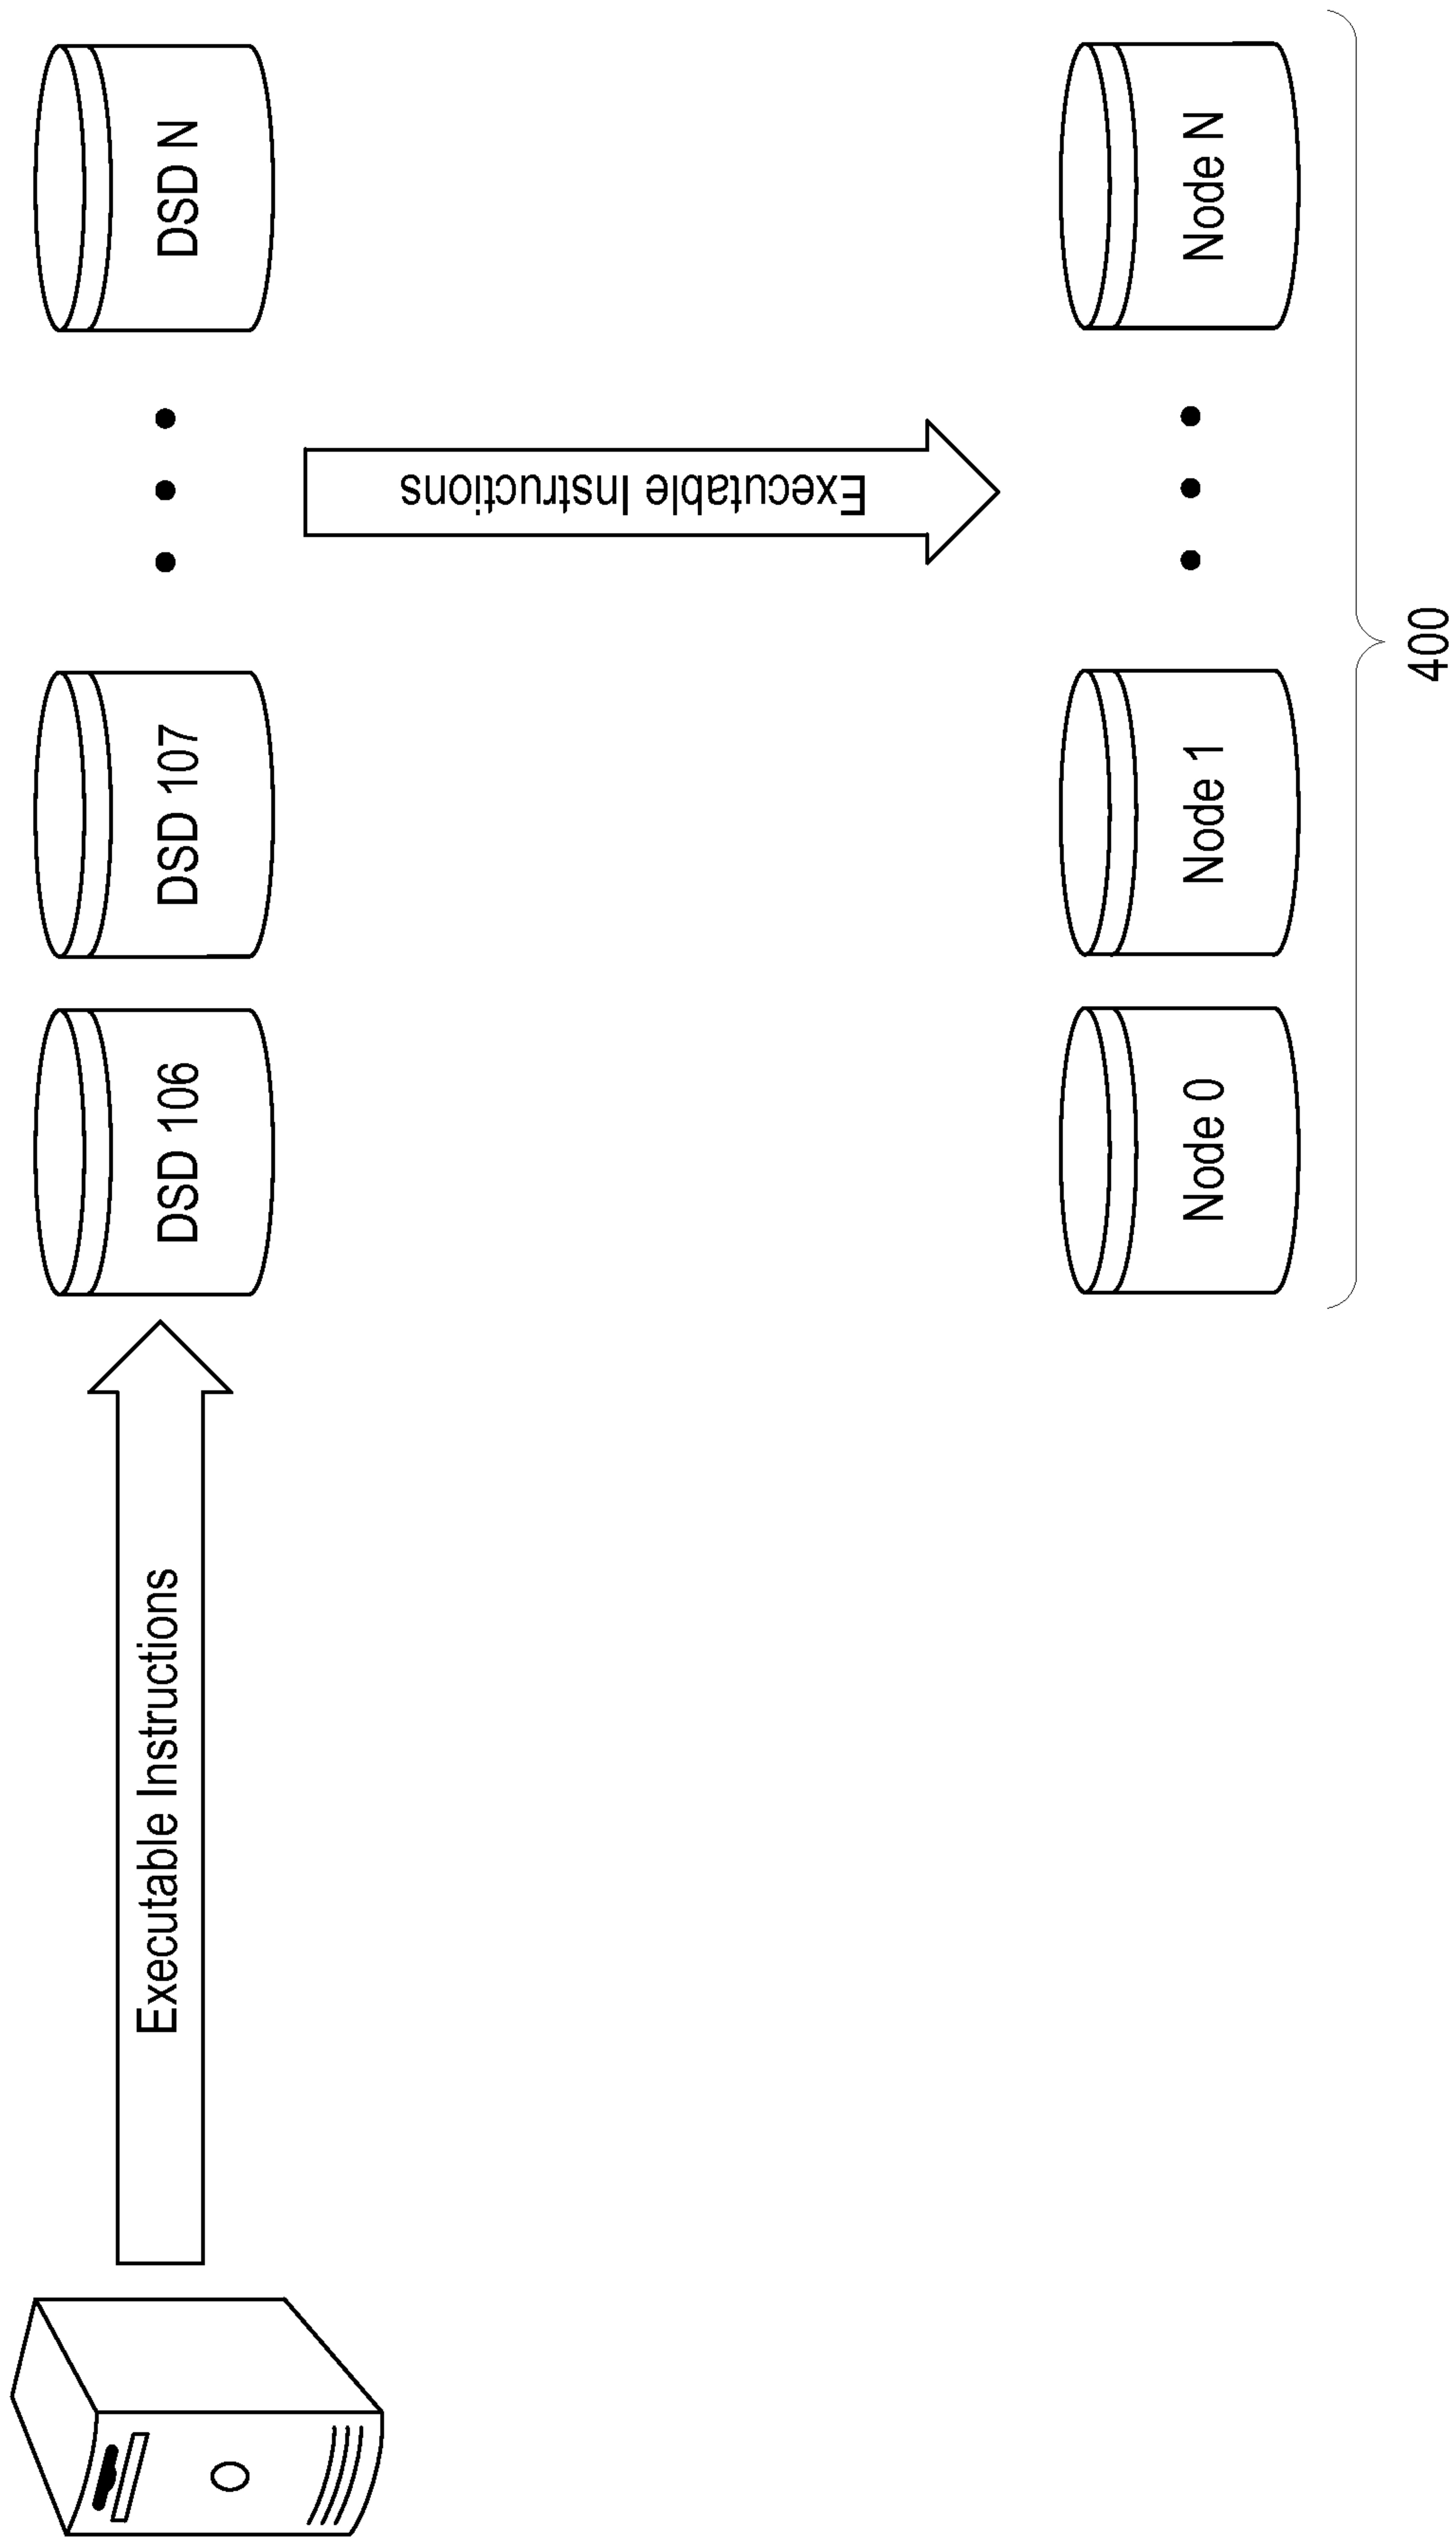 Executable Instructions
DSD 106
DSD 107
DSD N
Executable Instructions
Node 0
Node 1
Node N
400